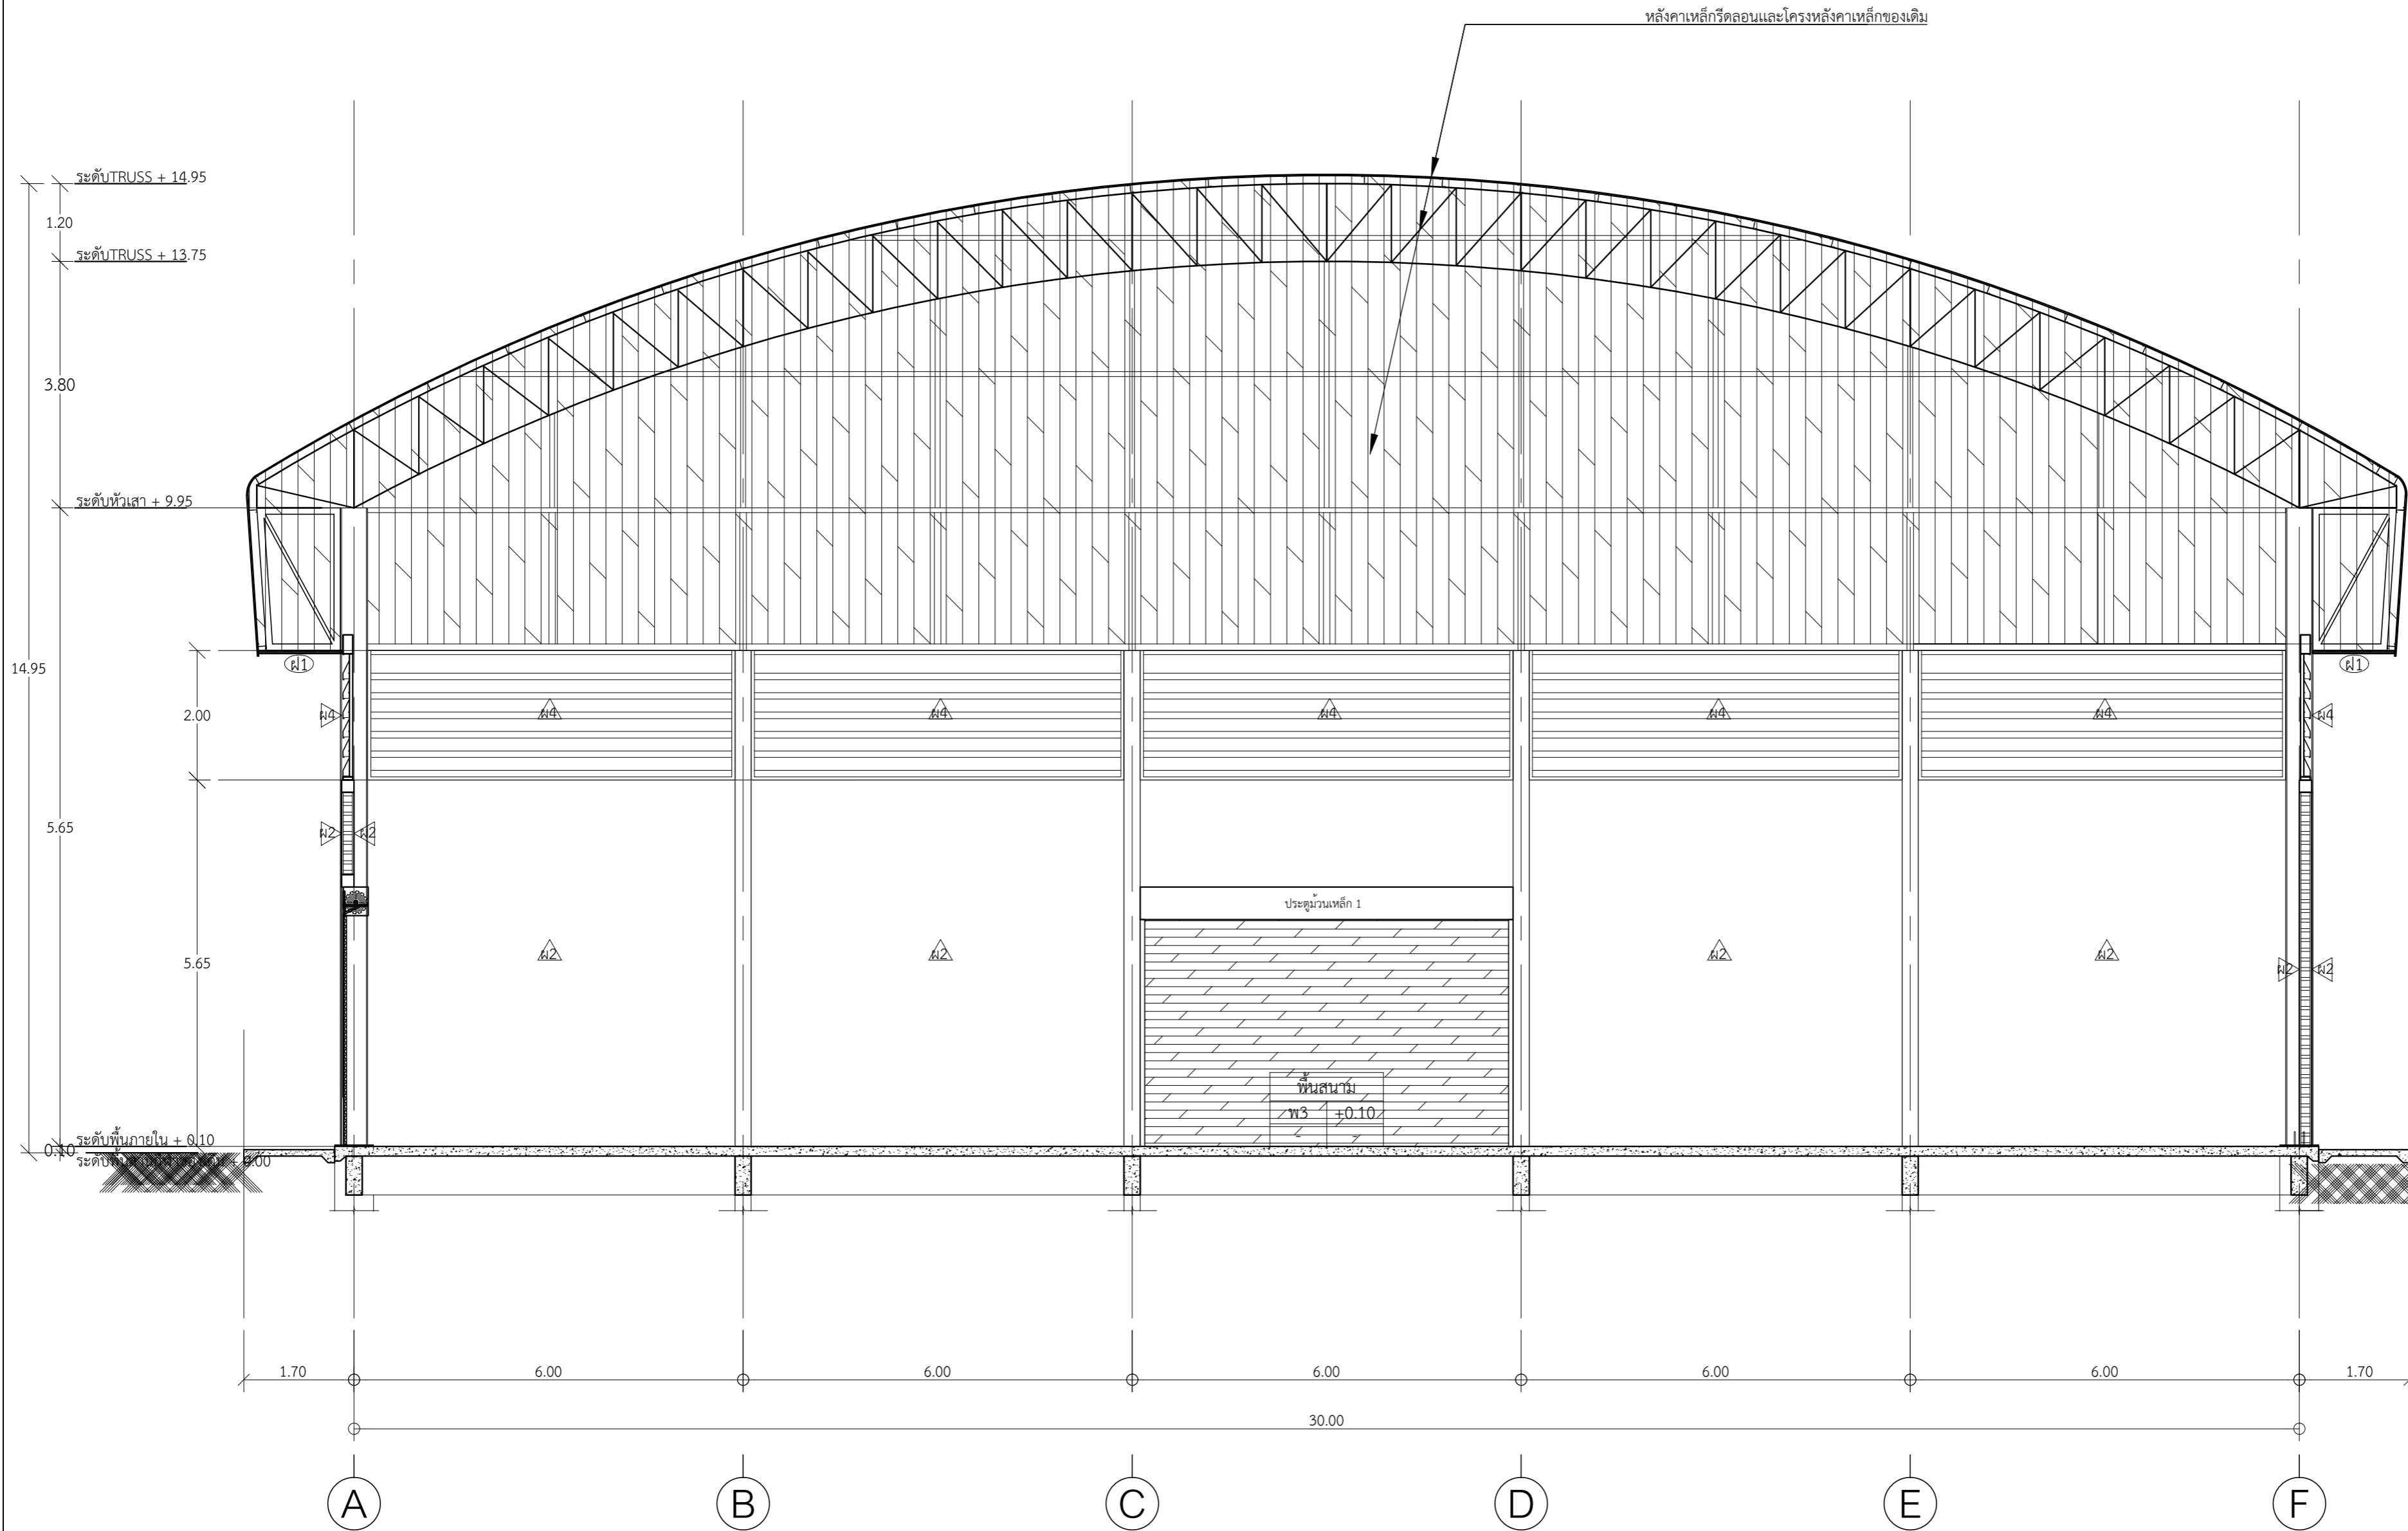 หลังคาเหล็กรีดลอนและโครงหลังคาเหล็กของเดิม
ระดับTRUSS + 14.95
1.20
ระดับTRUSS + 13.75
3.80
ระดับหัวเสา + 9.95
14.95
ฝ1
ฝ1
2.00
ผ4
ผ4
ผ4
ผ4
ผ4
ผ4
ผ4
5.65
ผ2
ผ2
ประตูม้วนเหล็ก 1
5.65
ผ2
ผ2
ผ2
ผ2
ผ2
ผ2
พื้นสนาม
พ3 +0.10
- -
ระดับพื้นภายใน + 0.10
0.10
+ 0.00
1.70 6.00 6.00 6.00 6.00 6.00 1.70
30.00
A B C D E F